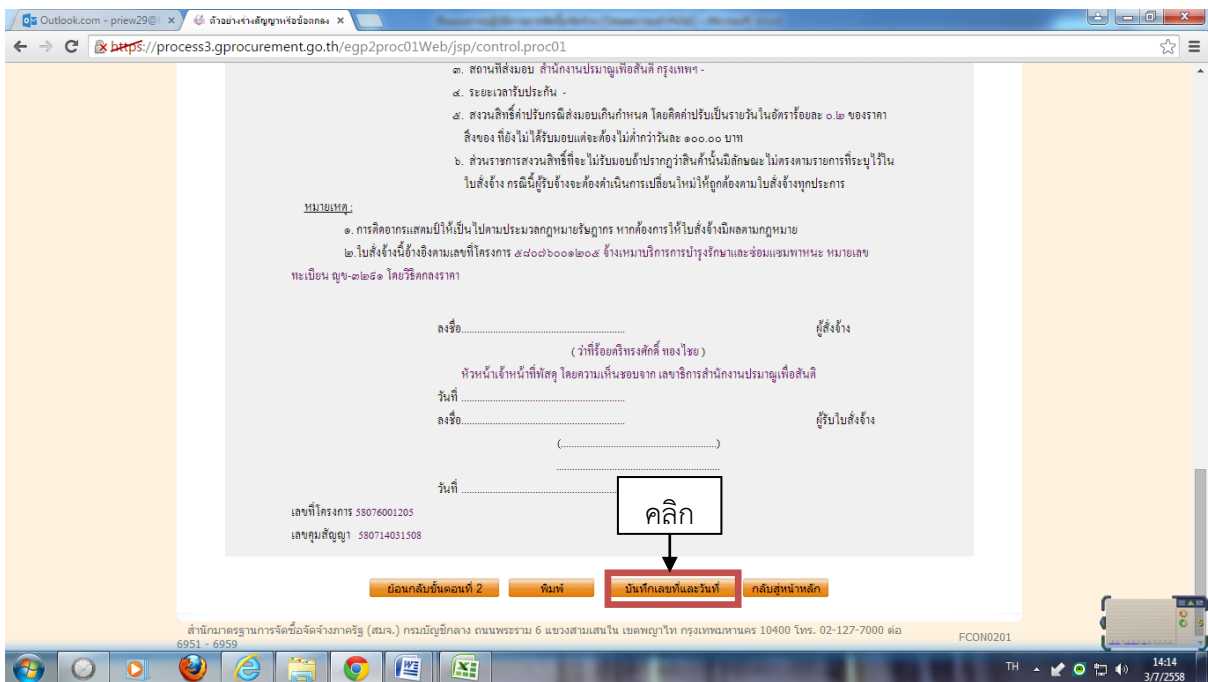 Outlook.com - priew29@
ตัวอย่างร่างสัญญาหรือข้อตกลง
https://process3.gprocurement.go.th/egp2proc01Web/jsp/control.proc01
๓. สถานที่ส่งมอบ สำนักงานปรมาณูเพื่อสันติ กรุงเทพฯ -
๔. ระยะเวลารับประกัน -
๕. สงวนสิทธิ์ค่าปรับกรณีส่งมอบเกินกำหนด โดยคิดค่าปรับเป็นรายวันในอัตราร้อยละ ๐.๒ ของราคา
สิ่งของ ที่ยังไม่ได้รับมอบแต่จะต้องไม่ต่ำกว่าวันละ ๑๐๐.๐๐ บาท
๖. ส่วนราชการสงวนสิทธิ์ที่จะไม่รับมอบถ้าปรากฏว่าสินค้านั้นมีลักษณะไม่ตรงตามรายการที่ระบุไว้ใน
ใบสั่งจ้าง กรณีนี้ผู้รับจ้างจะต้องดำเนินการเปลี่ยนใหม่ให้ถูกต้องตามใบสั่งจ้างทุกประการ
หมายเหตุ :
๑. การติดอากรแสตมป์ให้เป็นไปตามประมวลกฎหมายรัษฎากร หากต้องการให้ใบสั่งจ้างมีผลตามกฎหมาย
๒.ใบสั่งจ้างนี้อ้างอิงตามเลขที่โครงการ ๕๘๐๗๖๐๐๑๒๐๕ จ้างเหมาบริการการบำรุงรักษาและซ่อมแซมพาหนะ หมายเลข
ทะเบียน ญข-๓๒๕๑ โดยวิธีตกลงราคา
ลงชื่อ........................................................ ผู้สั่งจ้าง
( ว่าที่ร้อยตรีทรงศักดิ์ ทองไชย )
หัวหน้าเจ้าหน้าที่พัสดุ โดยความเห็นชอบจาก เลขาธิการสำนักงานปรมาณูเพื่อสันติ
วันที่ ........................................................
ลงชื่อ........................................................ ผู้รับใบสั่งจ้าง
(........................................................)
........................................................
วันที่ ........................................................
คลิก
เลขที่โครงการ 58076001205
เลขคุมสัญญา 580714031508
ย้อนกลับขั้นตอนที่ 2 พิมพ์ บันทึกเลขที่และวันที่ กลับสู่หน้าหลัก
สำนักมาตรฐานการจัดซื้อจัดจ้างภาครัฐ (สมจ.) กรมบัญชีกลาง ถนนพระราม 6 แขวงสามเสนใน เขตพญาไท กรุงเทพมหานคร 10400 โทร. 02-127-7000 ต่อ
6951 - 6959
FCON0201
TH
14:14
3/7/2558